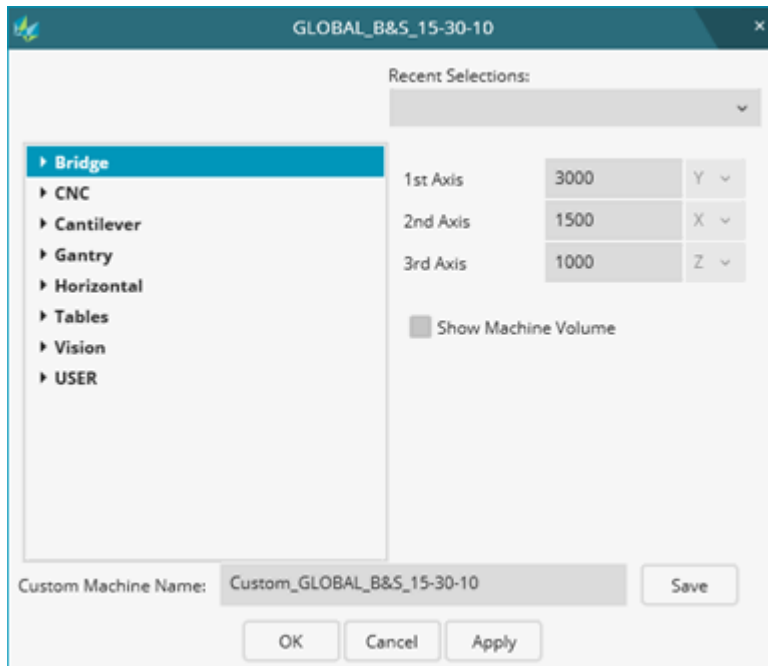 GLOBAL_B&S_15-30-10
Recent Selections:
Bridge
CNC
Cantilever
Gantry
Horizontal
Tables
Vision
USER
1st Axis 3000 Y
2nd Axis 1500 X
3rd Axis 1000 Z
Show Machine Volume
Custom Machine Name: Custom_GLOBAL_B&S_15-30-10 Save
OK Cancel Apply